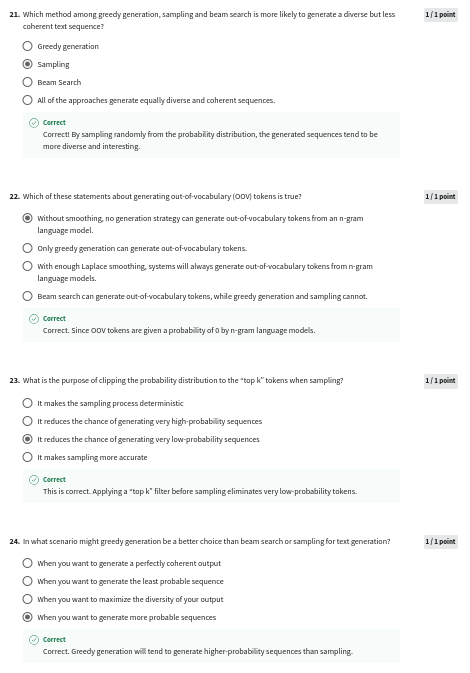 21. Which method among greedy generation, sampling and beam search is more likely to generate a diverse but less 1 / 1 point
coherent text sequence?
Greedy generation
Sampling
Beam Search
All of the approaches generate equally diverse and coherent sequences.
Correct
Correct! By sampling randomly from the probability distribution, the generated sequences tend to be
more diverse and interesting.
22. Which of these statements about generating out-of-vocabulary (OOV) tokens is true? 1 / 1 point
Without smoothing, no generation strategy can generate out-of-vocabulary tokens from an n-gram
language model.
Only greedy generation can generate out-of-vocabulary tokens.
With enough Laplace smoothing, systems will always generate out-of-vocabulary tokens from n-gram
language models.
Beam search can generate out-of-vocabulary tokens, while greedy generation and sampling cannot.
Correct
Correct. Since OOV tokens are given a probability of 0 by n-gram language models.
23. What is the purpose of clipping the probability distribution to the “top k” tokens when sampling? 1 / 1 point
It makes the sampling process deterministic
It reduces the chance of generating very high-probability sequences
It reduces the chance of generating very low-probability sequences
It makes sampling more accurate
Correct
This is correct. Applying a “top k” filter before sampling eliminates very low-probability tokens.
24. In what scenario might greedy generation be a better choice than beam search or sampling for text generation? 1 / 1 point
When you want to generate a perfectly coherent output
When you want to generate the least probable sequence
When you want to maximize the diversity of your output
When you want to generate more probable sequences
Correct
Correct. Greedy generation will tend to generate higher-probability sequences than sampling.